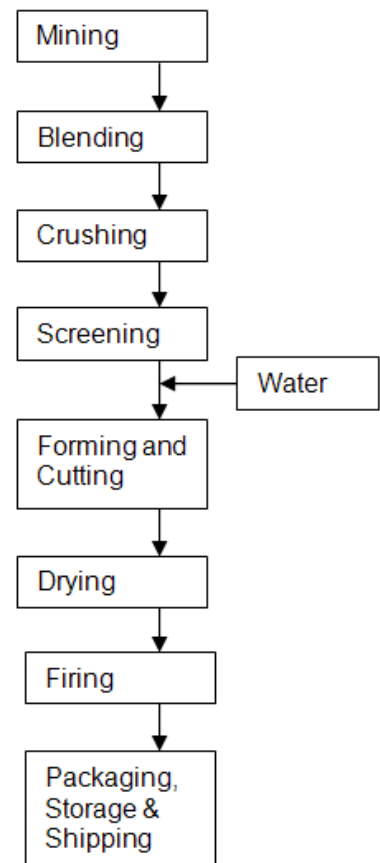 Mining
Blending
Crushing
Screening
Water
Forming and
Cutting
Drying
Firing
Packaging,
Storage &
Shipping